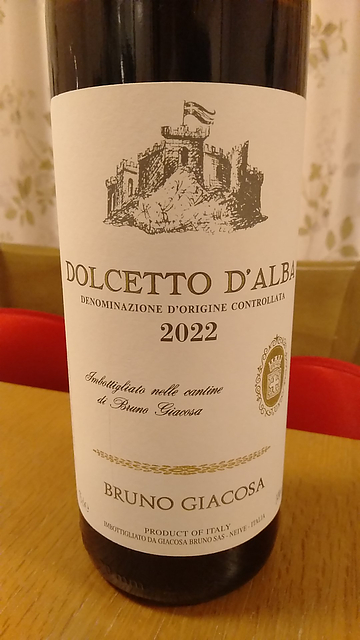 DOLCETTO D'ALBA
DENOMINAZIONE D'ORIGINE CONTROLLATA
2022
Imbottigliato nelle cantine
di Bruno Giacosa
BRUNO GIACOSA
PRODUCT OF ITALY
IMBOTTIGLIATO DA GIACOSA BRUNO SAS - NEIVE - ITALIA